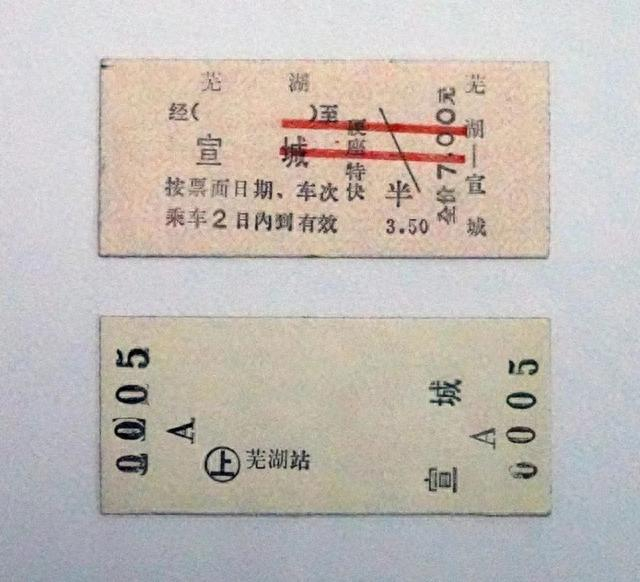 芜湖
经( )至
宣城
硬座特快
按票面日期、车次
乘车2日内到有效
半
3.50
全价7.00元
芜湖—宣城
0005
A
上 芜湖站
宣城
A
0005